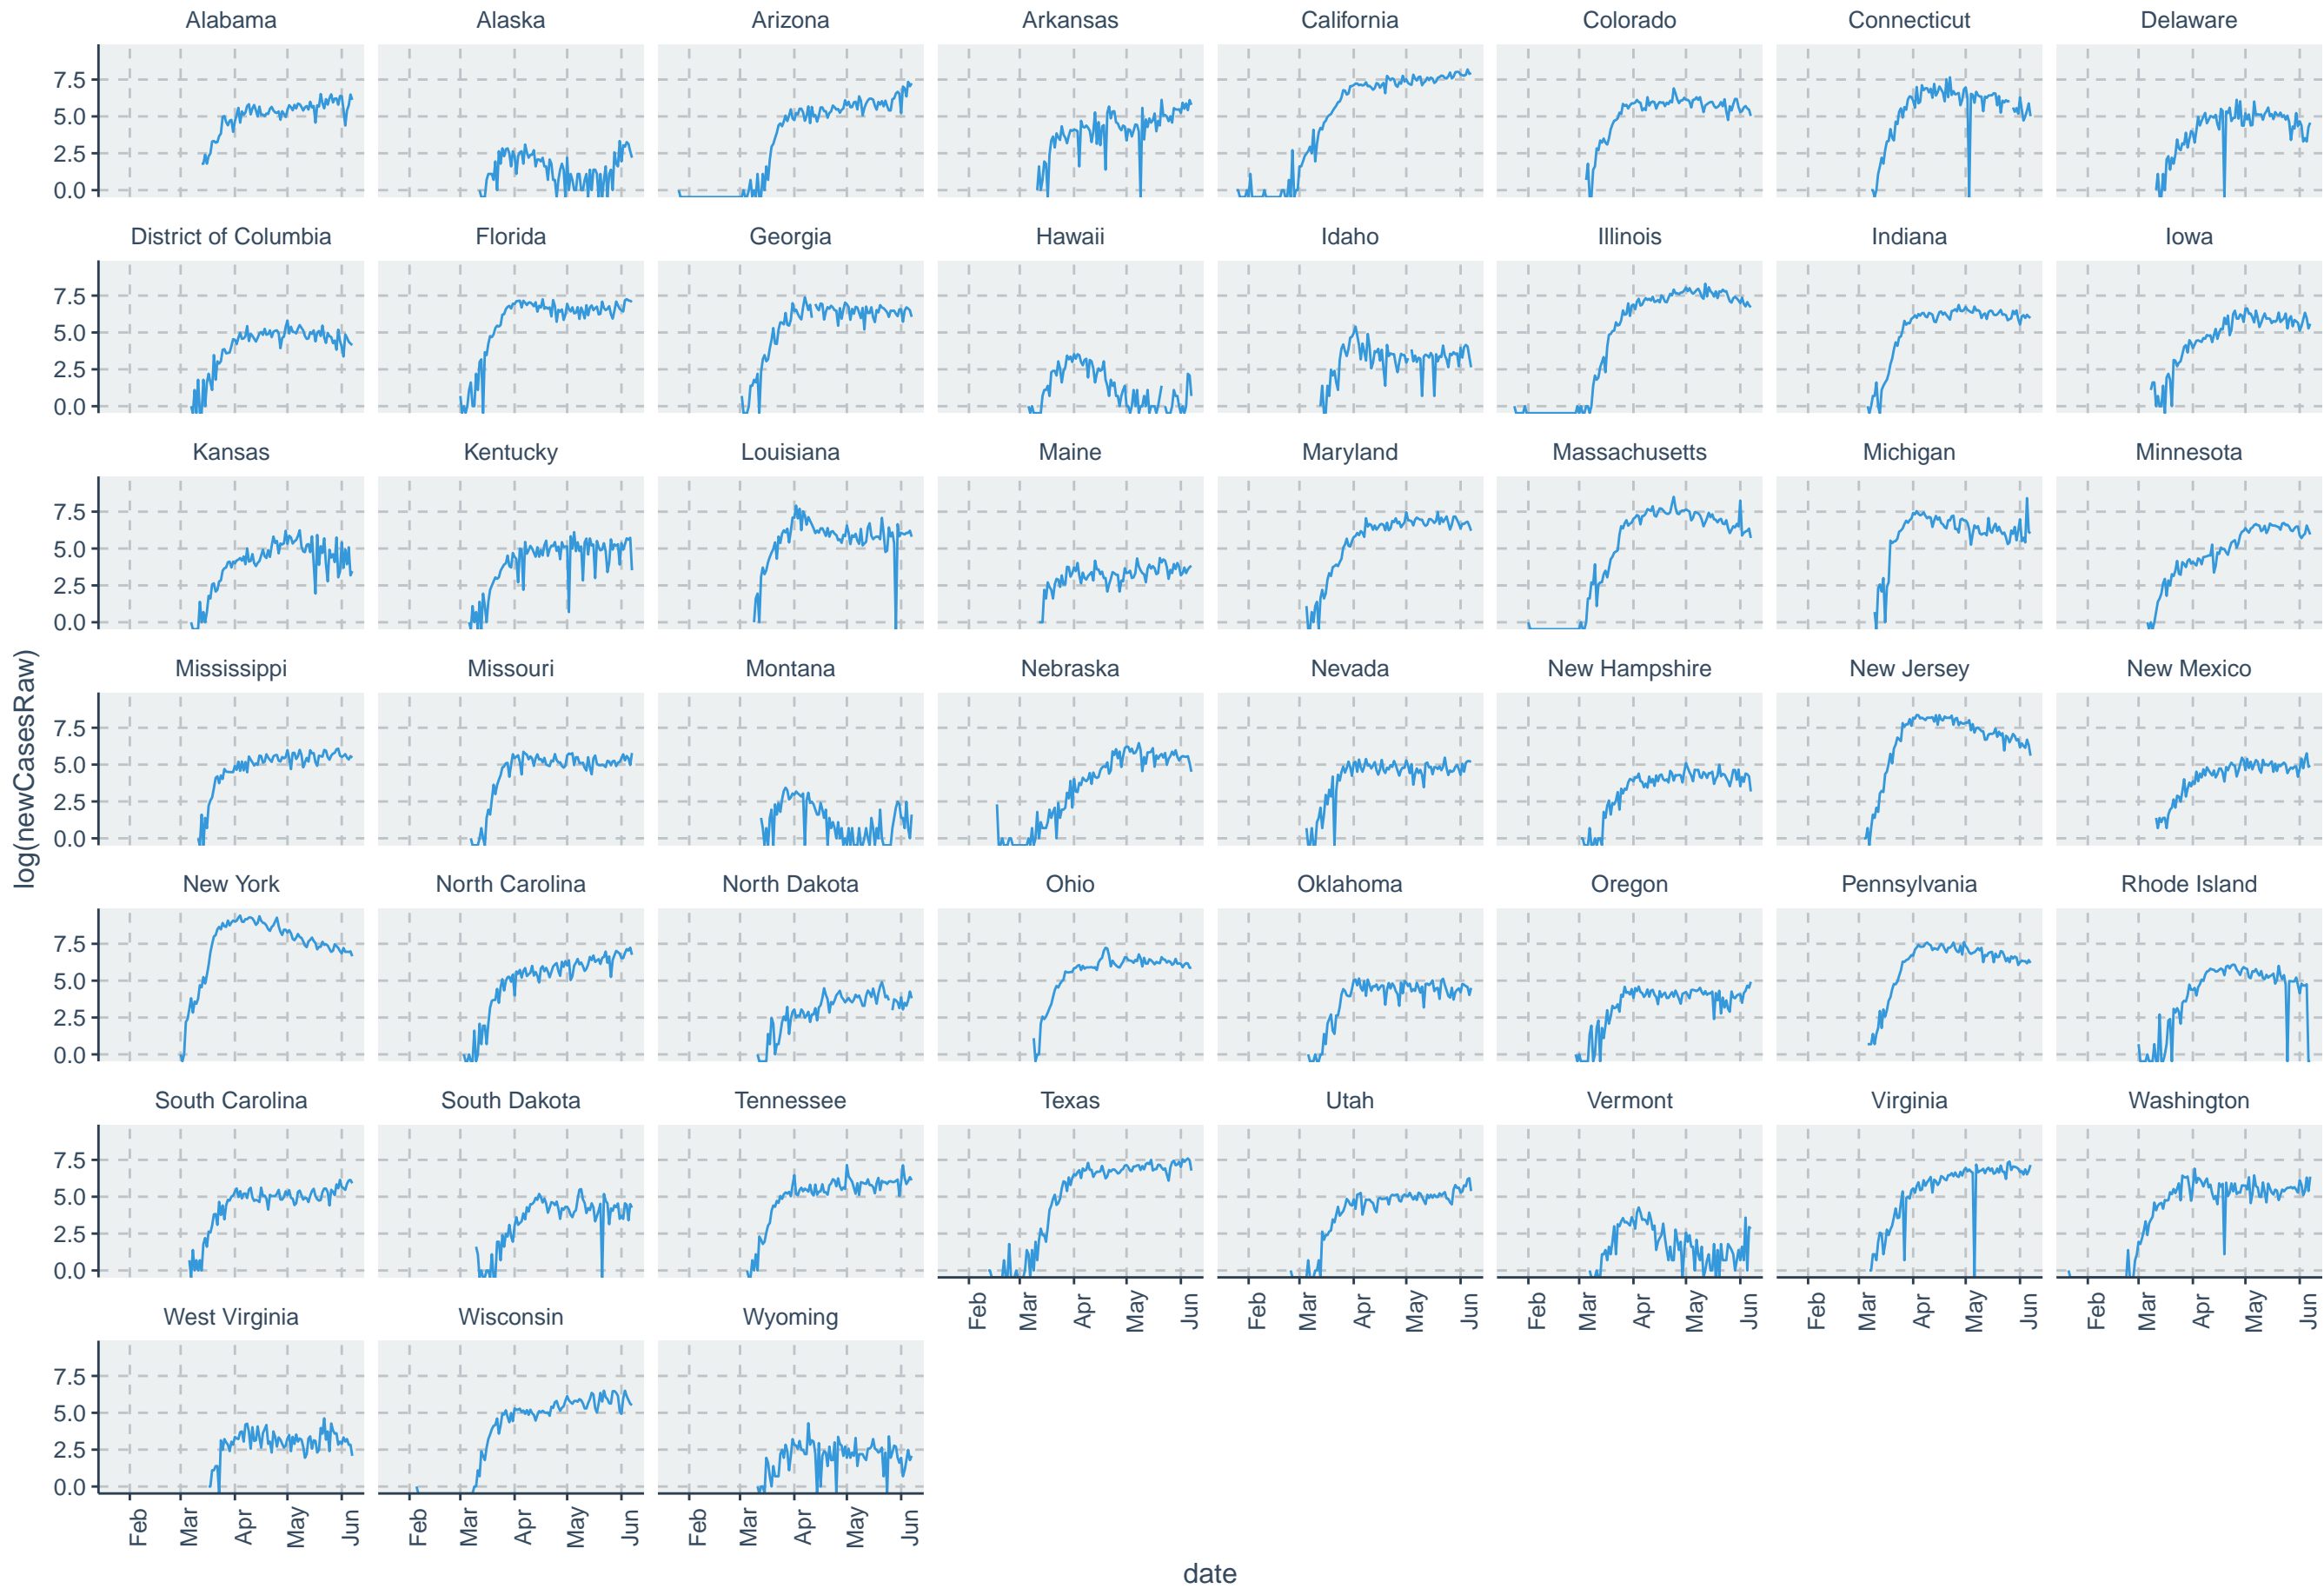 Alabama Alaska Arizona Arkansas California Colorado Connecticut Delaware
7.5
5.0
2.5
0.0
District of Columbia Florida Georgia Hawaii Idaho Illinois Indiana Iowa
7.5
5.0
2.5
0.0
Kansas Kentucky Louisiana Maine Maryland Massachusetts Michigan Minnesota
7.5
5.0
2.5
0.0
Mississippi Missouri Montana Nebraska Nevada New Hampshire New Jersey New Mexico
7.5
5.0
2.5
0.0
log(newCasesRaw)
New York North Carolina North Dakota Ohio Oklahoma Oregon Pennsylvania Rhode Island
7.5
5.0
2.5
0.0
South Carolina South Dakota Tennessee Texas Utah Vermont Virginia Washington
7.5
5.0
2.5
0.0
Feb Mar Apr May Jun Feb Mar Apr May Jun Feb Mar Apr May Jun Feb Mar Apr May Jun Feb Mar Apr May Jun
West Virginia Wisconsin Wyoming
7.5
5.0
2.5
0.0
Feb Mar Apr May Jun Feb Mar Apr May Jun Feb Mar Apr May Jun
date